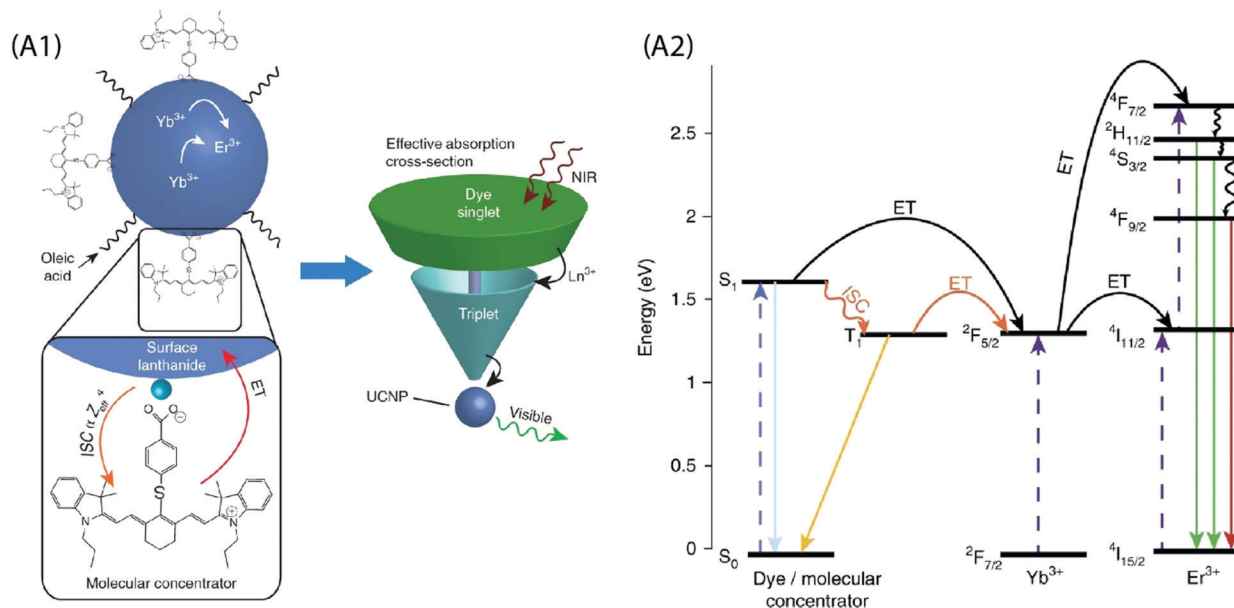 (A1)
Yb³⁺
Er³⁺
Yb³⁺
Oleic
acid
Surface
lanthanide
ISC α Z_eff⁴
ET
S
N
N
⊕
O
O
⊖
Molecular concentrator
Effective absorption
cross-section
NIR
Dye
singlet
Ln³⁺
Triplet
UCNP
Visible
(A2)
Energy (eV)
2.5
2
1.5
1
0.5
0
S₁
ISC
T₁
ET
ET
ET
ET
²F₅/₂
⁴F₇/₂
²H₁₁/₂
⁴S₃/₂
⁴F₉/₂
⁴I₁₁/₂
S₀
²F₇/₂
⁴I₁₅/₂
Dye / molecular
concentrator
Yb³⁺
Er³⁺